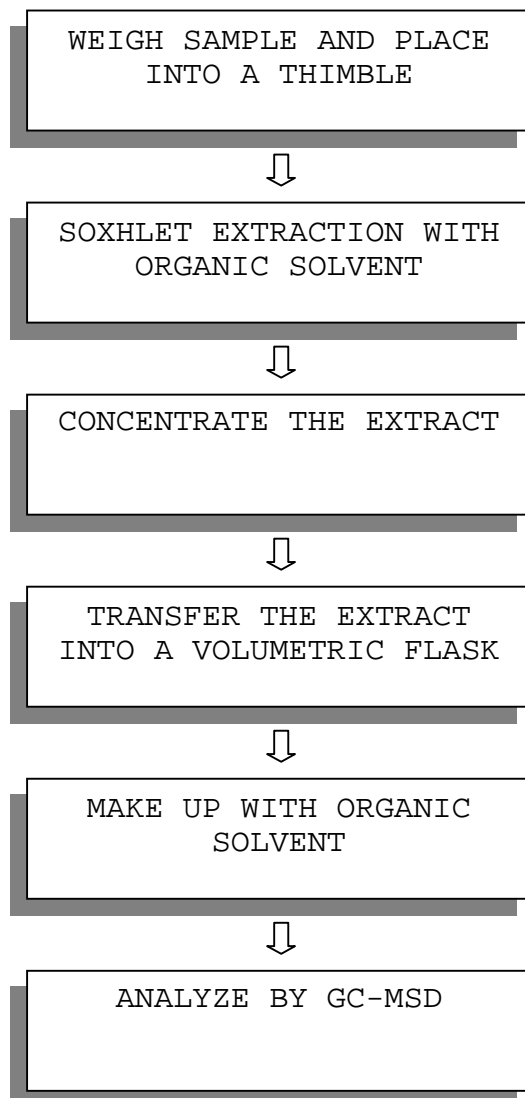 WEIGH SAMPLE AND PLACE
INTO A THIMBLE
SOXHLET EXTRACTION WITH
ORGANIC SOLVENT
CONCENTRATE THE EXTRACT
TRANSFER THE EXTRACT
INTO A VOLUMETRIC FLASK
MAKE UP WITH ORGANIC
SOLVENT
ANALYZE BY GC-MSD